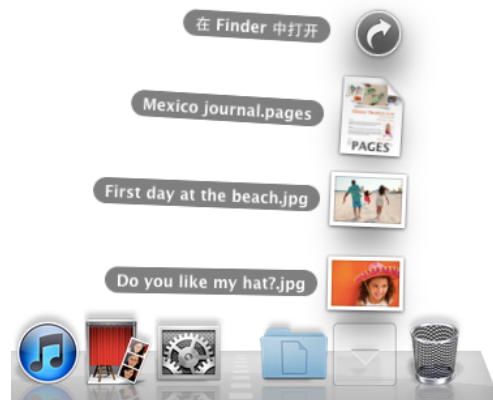 在 Finder 中打开
Mexico journal.pages
PAGES
First day at the beach.jpg
Do you like my hat?.jpg